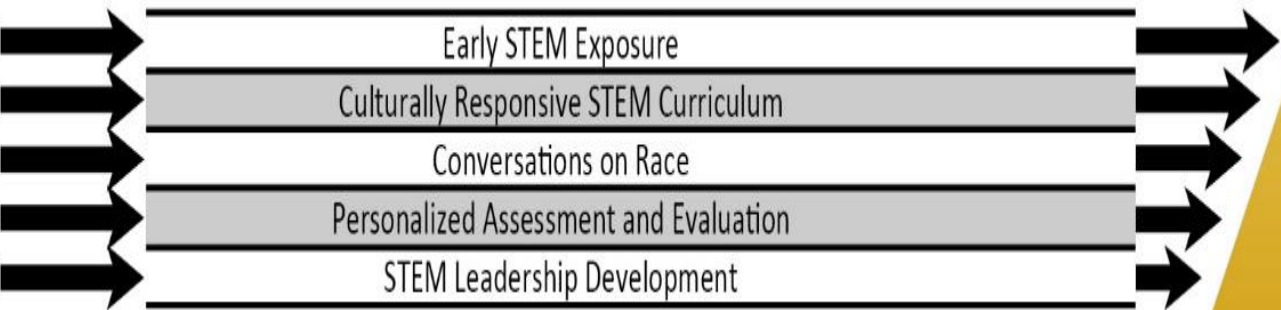 Early STEM Exposure
Culturally Responsive STEM Curriculum
Conversations on Race
Personalized Assessment and Evaluation
STEM Leadership Development